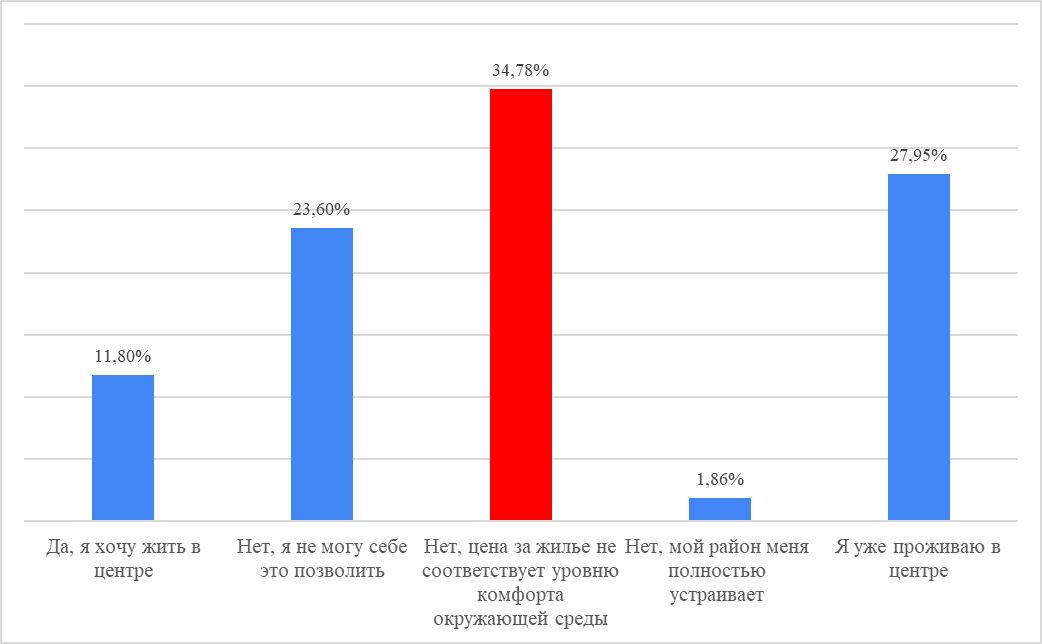 34,78%
27,95%
23,60%
11,80%
1,86%
Да, я хочу жить в
центре
Нет, я не могу себе
это позволить
Нет, цена за жилье не
соответствует уровню
комфорта
окружающей среды
Нет, мой район меня
полностью
устраивает
Я уже проживаю в
центре